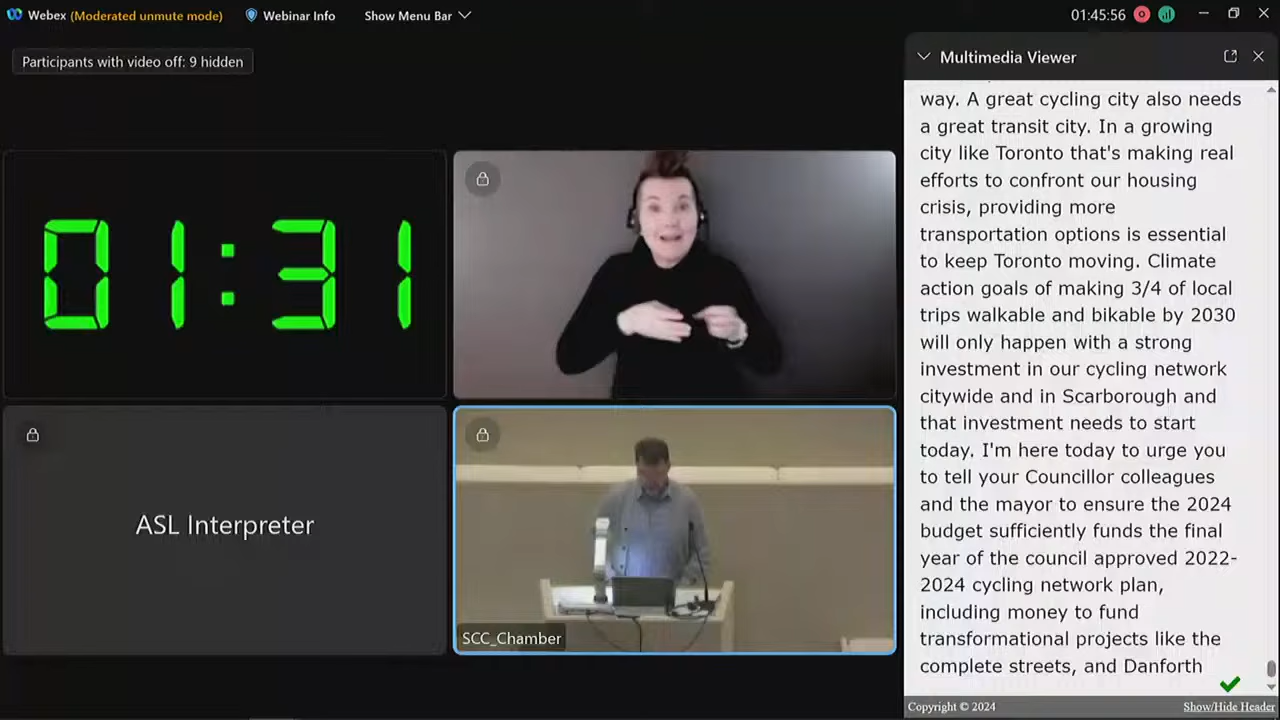 Webex (Moderated unmute mode)
Webinar Info
Show Menu Bar
01:45:56
Participants with video off: 9 hidden
Multimedia Viewer
01:31
ASL Interpreter
SCC_Chamber
way. A great cycling city also needs
a great transit city. In a growing
city like Toronto that's making real
efforts to confront our housing
crisis, providing more
transportation options is essential
to keep Toronto moving. Climate
action goals of making 3/4 of local
trips walkable and bikable by 2030
will only happen with a strong
investment in our cycling network
citywide and in Scarborough and
that investment needs to start
today. I'm here today to urge you
to tell your Councillor colleagues
and the mayor to ensure the 2024
budget sufficiently funds the final
year of the council approved 2022-
2024 cycling network plan,
including money to fund
transformational projects like the
complete streets, and Danforth
Copyright © 2024
Show/Hide Header